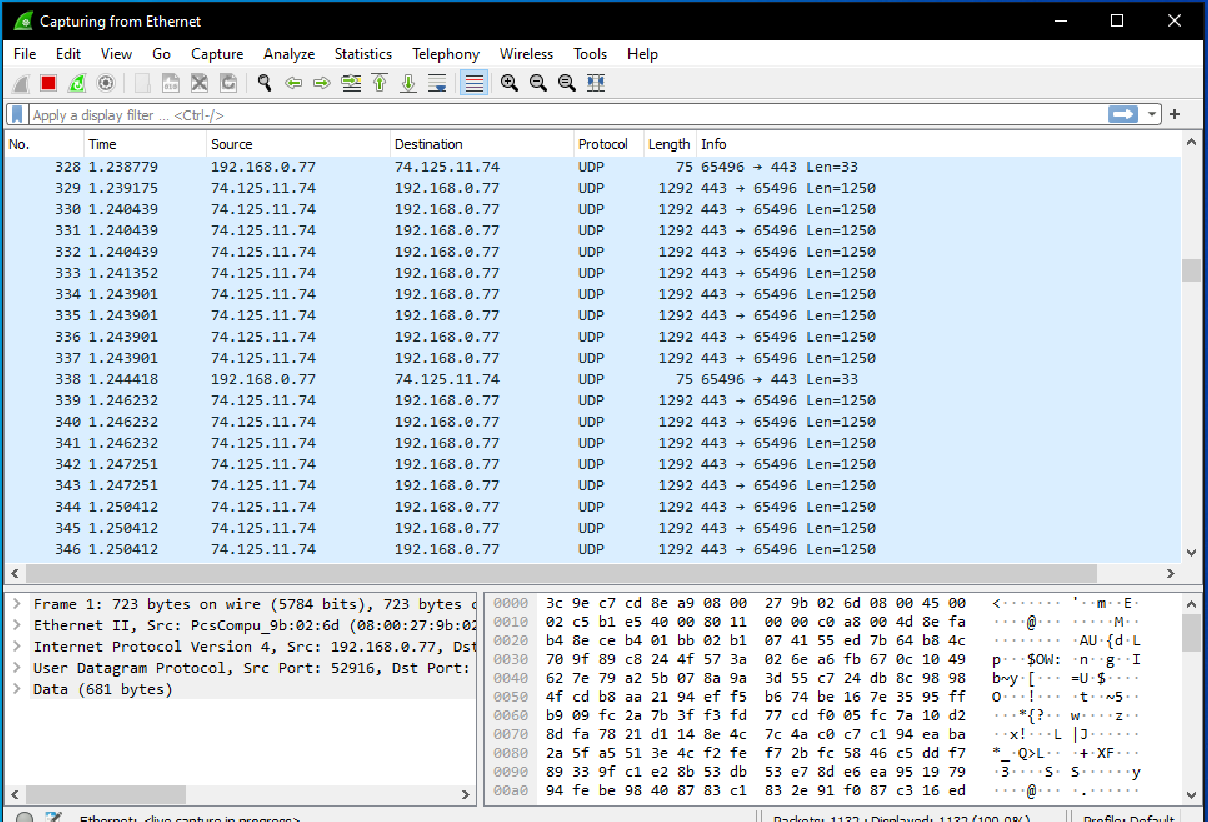 Capturing from Ethernet
File Edit View Go Capture Analyze Statistics Telephony Wireless Tools Help
Apply a display filter ... <Ctrl-/>
No. Time Source Destination Protocol Length Info
328 1.238779 192.168.0.77 74.125.11.74 UDP 75 65496 → 443 Len=33
329 1.239175 74.125.11.74 192.168.0.77 UDP 1292 443 → 65496 Len=1250
330 1.240439 74.125.11.74 192.168.0.77 UDP 1292 443 → 65496 Len=1250
331 1.240439 74.125.11.74 192.168.0.77 UDP 1292 443 → 65496 Len=1250
332 1.240439 74.125.11.74 192.168.0.77 UDP 1292 443 → 65496 Len=1250
333 1.241352 74.125.11.74 192.168.0.77 UDP 1292 443 → 65496 Len=1250
334 1.243901 74.125.11.74 192.168.0.77 UDP 1292 443 → 65496 Len=1250
335 1.243901 74.125.11.74 192.168.0.77 UDP 1292 443 → 65496 Len=1250
336 1.243901 74.125.11.74 192.168.0.77 UDP 1292 443 → 65496 Len=1250
337 1.243901 74.125.11.74 192.168.0.77 UDP 1292 443 → 65496 Len=1250
338 1.244418 192.168.0.77 74.125.11.74 UDP 75 65496 → 443 Len=33
339 1.246232 74.125.11.74 192.168.0.77 UDP 1292 443 → 65496 Len=1250
340 1.246232 74.125.11.74 192.168.0.77 UDP 1292 443 → 65496 Len=1250
341 1.246232 74.125.11.74 192.168.0.77 UDP 1292 443 → 65496 Len=1250
342 1.247251 74.125.11.74 192.168.0.77 UDP 1292 443 → 65496 Len=1250
343 1.247251 74.125.11.74 192.168.0.77 UDP 1292 443 → 65496 Len=1250
344 1.250412 74.125.11.74 192.168.0.77 UDP 1292 443 → 65496 Len=1250
345 1.250412 74.125.11.74 192.168.0.77 UDP 1292 443 → 65496 Len=1250
346 1.250412 74.125.11.74 192.168.0.77 UDP 1292 443 → 65496 Len=1250
Frame 1: 723 bytes on wire (5784 bits), 723 bytes
Ethernet II, Src: PcsCompu_9b:02:6d (08:00:27:9b:02
Internet Protocol Version 4, Src: 192.168.0.77, Dst
User Datagram Protocol, Src Port: 52916, Dst Port:
Data (681 bytes)
0000 3c 9e c7 cd 8e a9 08 00 27 9b 02 6d 08 00 45 00 <······· '··m··E·
0010 02 c5 b1 e5 40 00 80 11 00 00 c0 a8 00 4d 8e fa ····@··· ·····M··
0020 b4 8e ce b4 01 bb 02 b1 07 41 55 ed 7b 64 b8 4c ········ ·AU·{d·L
0030 70 9f 89 c8 24 4f 57 3a 02 6e a6 fb 67 0c 10 49 p···$OW: ·n··g··I
0040 62 7e 79 a2 5b 07 8a 9a 3d 55 c7 24 db 8c 98 98 b~y·[··· =U·$····
0050 4f cd b8 aa 21 94 ef f5 b6 74 be 16 7e 35 95 ff O···!··· ·t··~5··
0060 b9 09 fc 2a 7b 3f f3 fd 77 cd f0 05 fc 7a 10 d2 ···*{?·· w····z··
0070 8d fa 78 21 d1 14 8e 4c 7c 4a c0 c7 c1 94 ea ba ··x!···L |J······
0080 2a 5f a5 51 3e 4c f2 fe f7 2b fc 58 46 c5 dd f7 *_·Q>L·· ·+·XF···
0090 89 33 9f c1 e2 8b 53 db 53 e7 8d e6 ea 95 19 79 ·3····S· S······y
00a0 94 fe be 98 40 87 83 c1 83 2e 91 f0 87 c3 16 ed ····@··· ·.······
Ethernet: <live capture in progress> Packets: 1132 · Displayed: 1132 (100.0%) Profile: Default